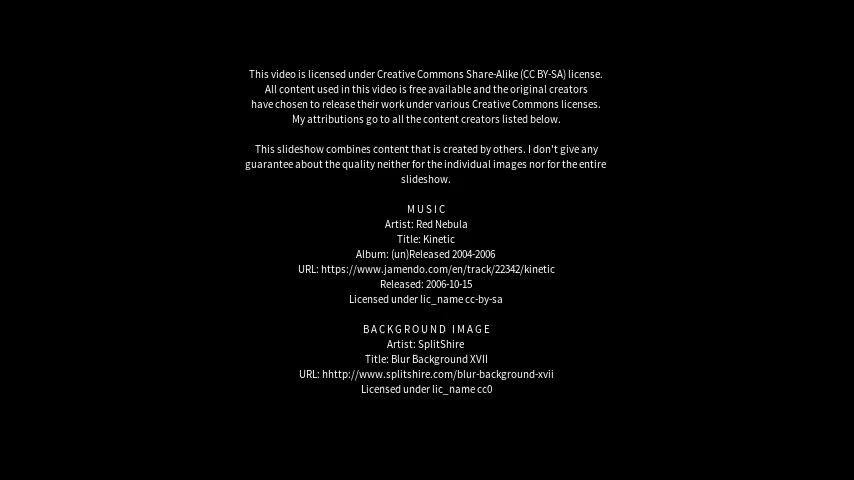 This video is licensed under Creative Commons Share-Alike (CC BY-SA) license.
All content used in this video is free available and the original creators
have chosen to release their work under various Creative Commons licenses.
My attributions go to all the content creators listed below.
This slideshow combines content that is created by others. I don't give any
guarantee about the quality neither for the individual images nor for the entire
slideshow.
MUSIC
Artist: Red Nebula
Title: Kinetic
Album: (un)Released 2004-2006
URL: https://www.jamendo.com/en/track/22342/kinetic
Released: 2006-10-15
Licensed under lic_name cc-by-sa
BACKGROUND IMAGE
Artist: SplitShire
Title: Blur Background XVII
URL: hhttp://www.splitshire.com/blur-background-xvii
Licensed under lic_name cc0